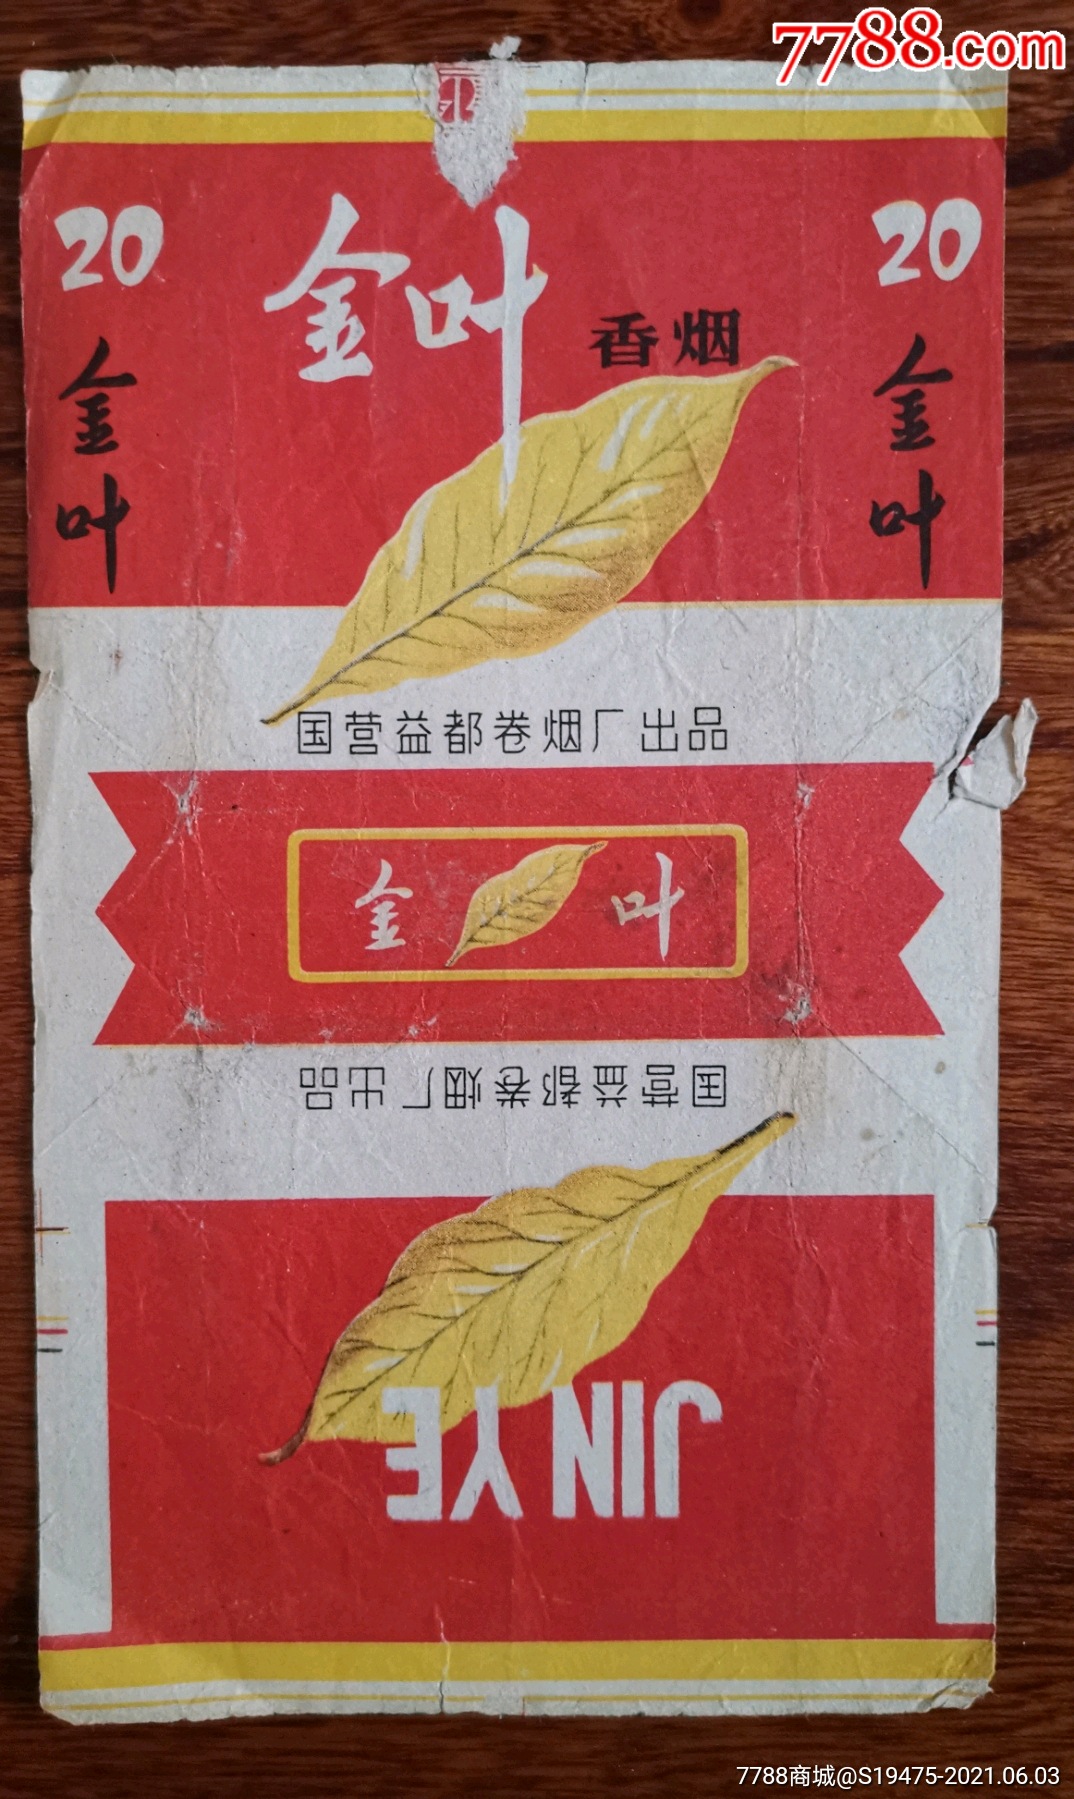 7788.com
20
20
金叶
香烟
金叶
金叶
国营益都卷烟厂出品
金 叶
国营益都卷烟厂出品
JIN YE
7788商城@S19475-2021.06.03